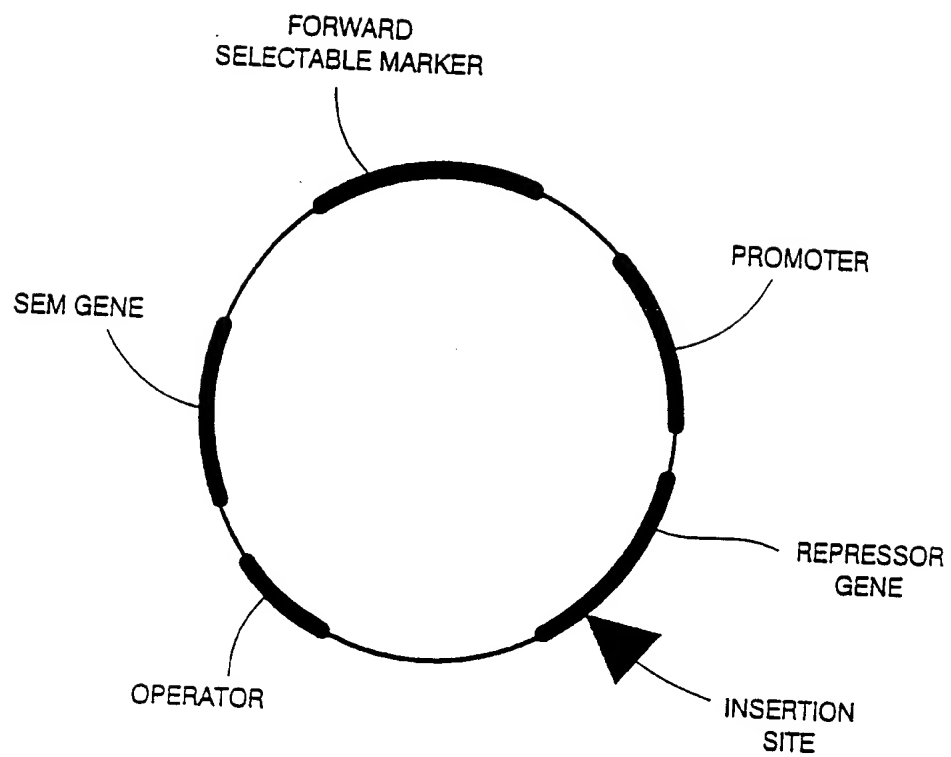 FORWARD
SELECTABLE MARKER
PROMOTER
SEM GENE
REPRESSOR
GENE
OPERATOR
INSERTION
SITE